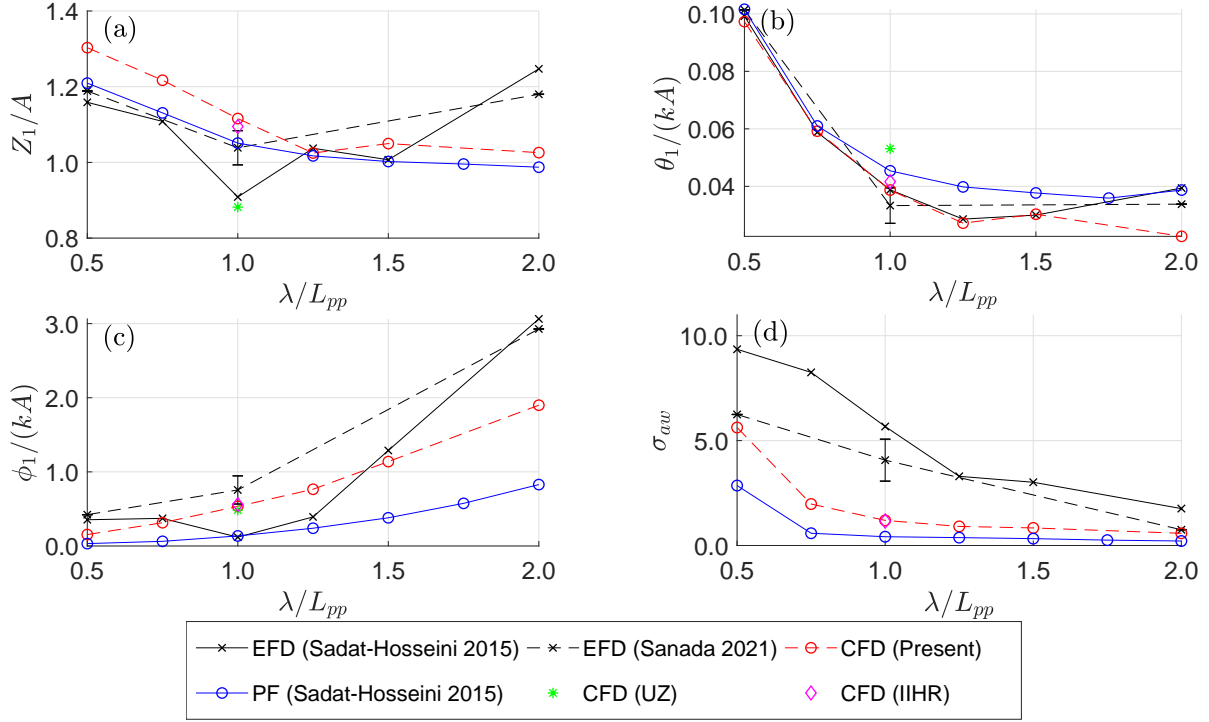 1.4
1.2
1.0
0.8
Z1/A
(a)
0.5 1.0 1.5 2.0
λ/Lpp
0.10
0.10
0.06
0.04
θ1/(kA)
(b)
0.5 1.0 1.5 2.0
λ/Lpp
3.0
2.0
1.0
0.0
ϕ1/(kA)
(c)
0.5 1.0 1.5 2.0
λ/Lpp
10.0
5.0
0.0
σaw
(d)
0.5 1.0 1.5 2.0
λ/Lpp
EFD (Sadat-Hosseini 2015) EFD (Sanada 2021) CFD (Present)
PF (Sadat-Hosseini 2015) CFD (UZ) CFD (IIHR)